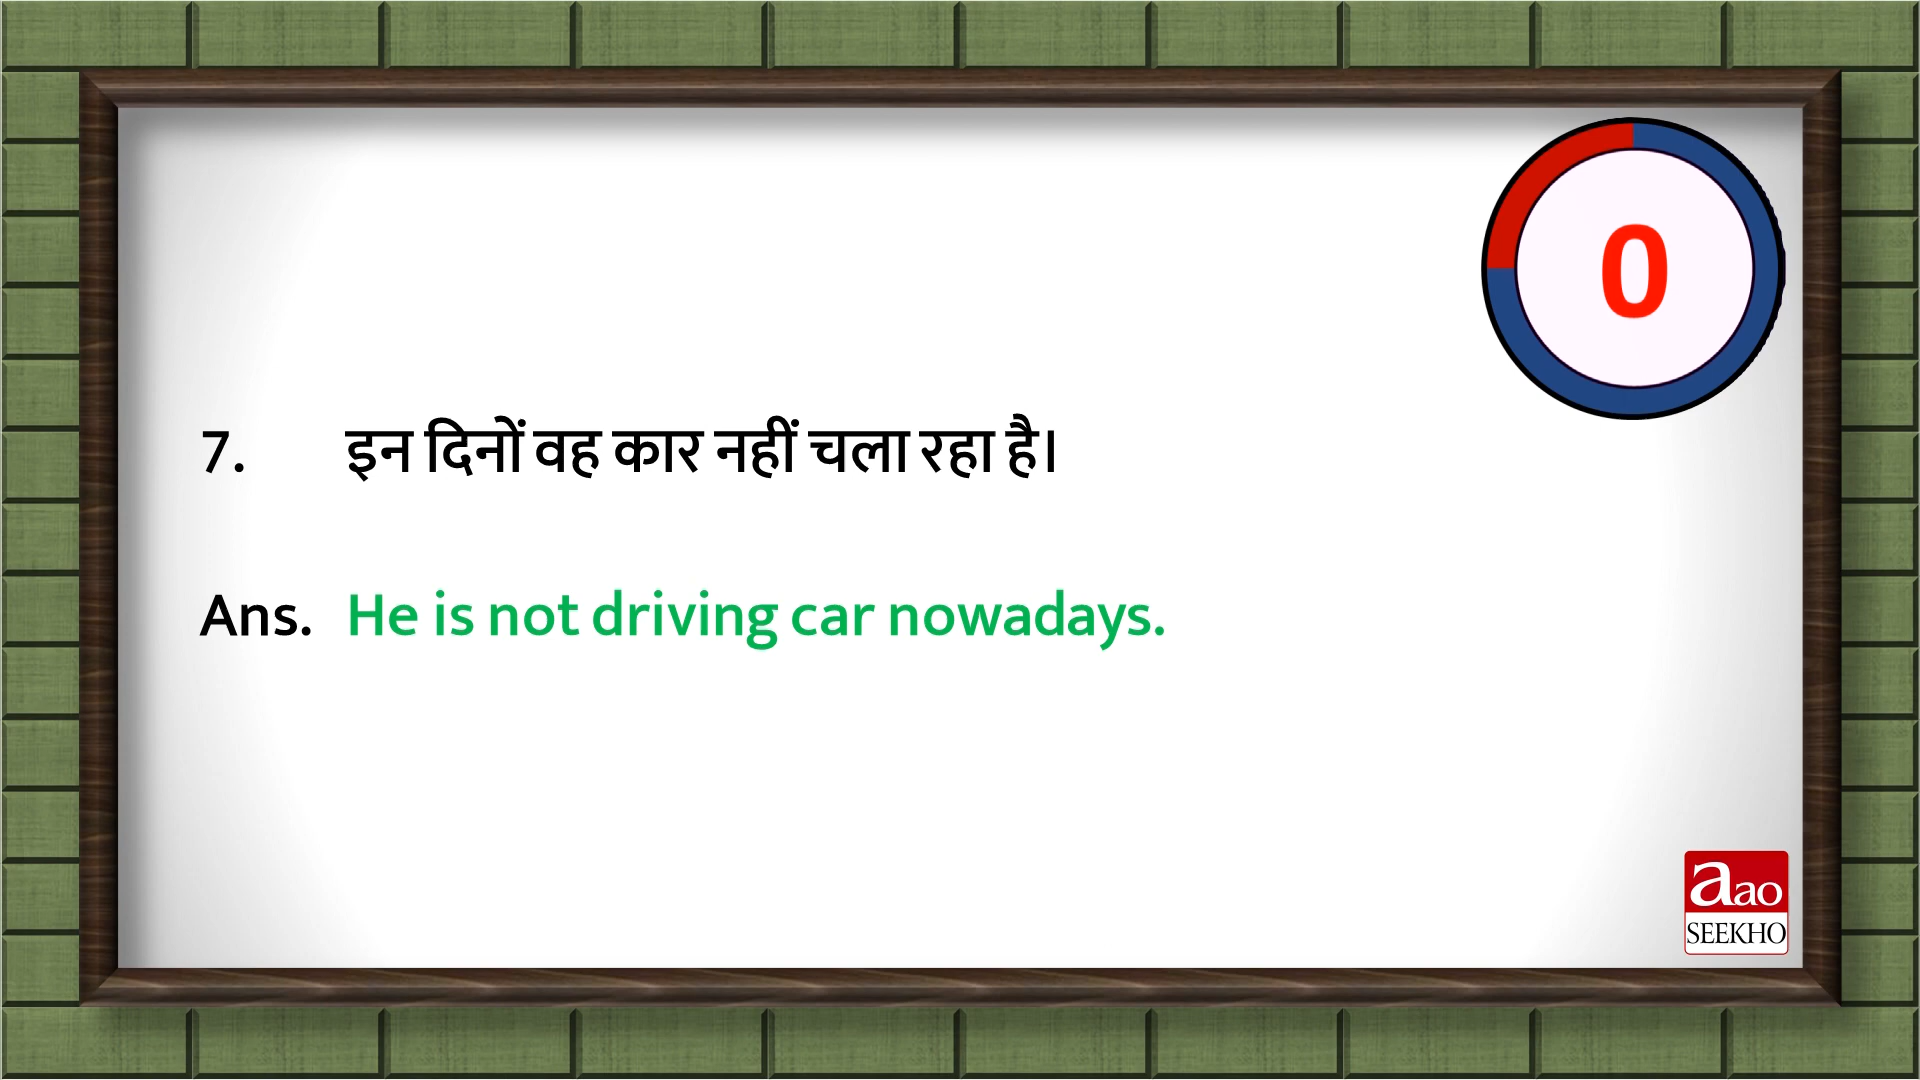 0
7. इन दिनों वह कार नहीं चला रहा है।
Ans. He is not driving car nowadays.
aao
SEEKHO